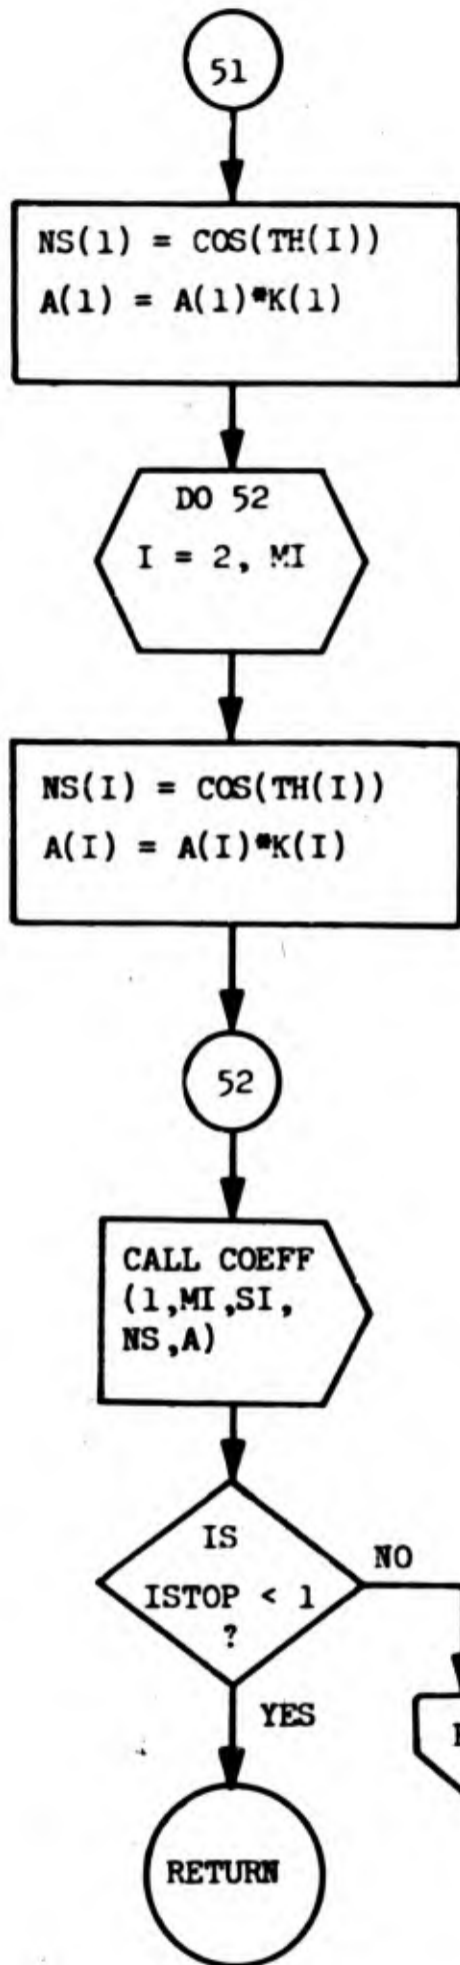 51
NS(1) = COS(TH(I))
A(1) = A(1)*K(1)
DO 52
I = 2, MI
NS(I) = COS(TH(I))
A(I) = A(I)*K(I)
52
CALL COEFF
(1,MI,SI,
NS,A)
IS
ISTOP < 1
?
NO
YES
RETURN